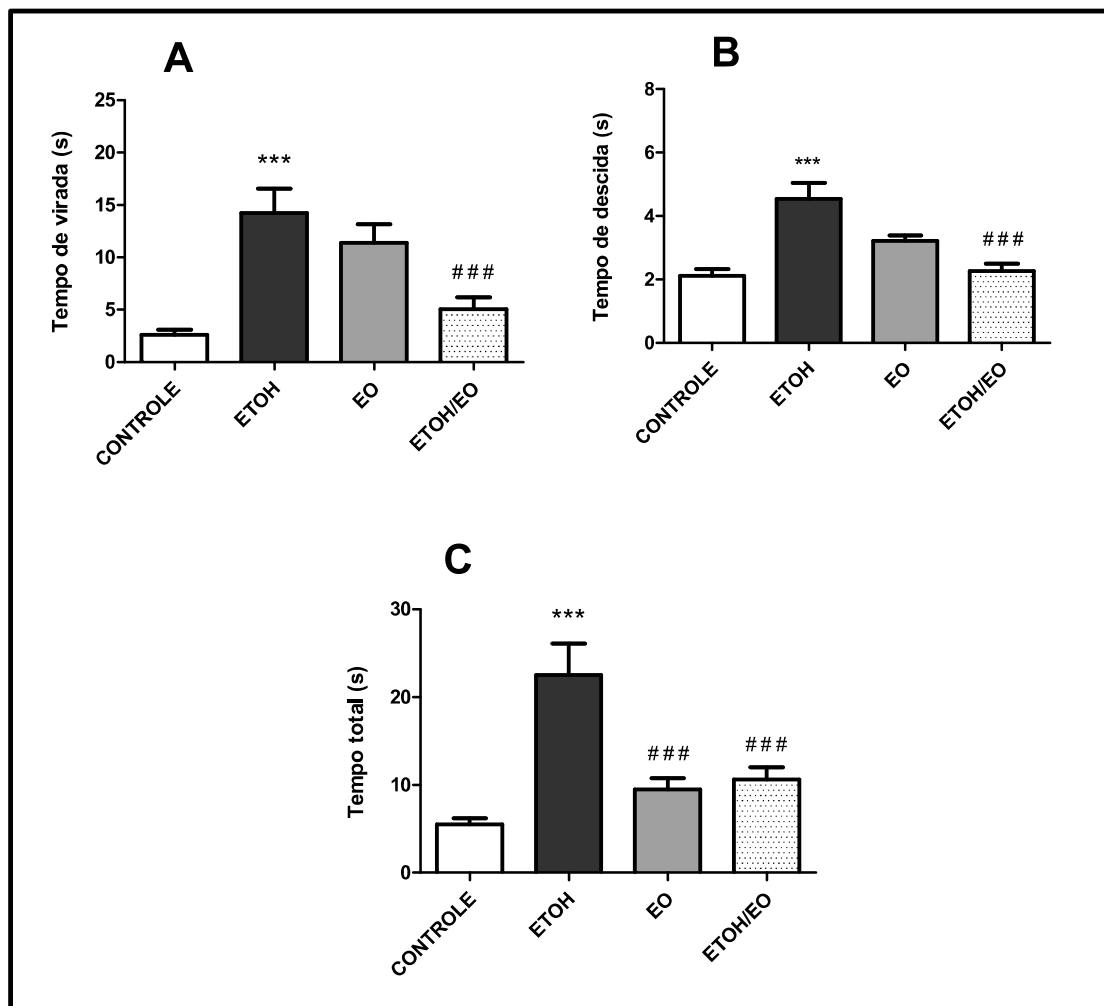 A
Tempo de virada (s)
25
20
15
10
5
0
***
###
CONTROLE
ETOH
EO
ETOH/EO
B
Tempo de descida (s)
8
6
4
2
0
***
###
CONTROLE
ETOH
EO
ETOH/EO
C
Tempo total (s)
30
20
10
0
***
###
###
CONTROLE
ETOH
EO
ETOH/EO